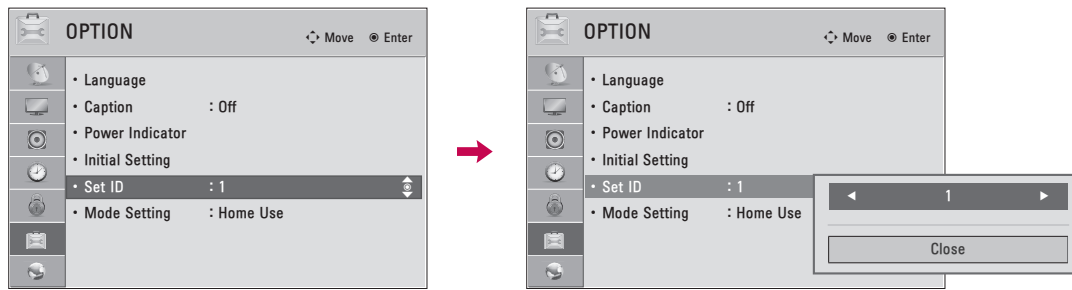 OPTION
Move Enter
• Language
• Caption : Off
• Power Indicator
• Initial Setting
• Set ID : 1
• Mode Setting : Home Use
OPTION
Move Enter
• Language
• Caption : Off
• Power Indicator
• Initial Setting
• Set ID : 1
• Mode Setting : Home Use
◀ 1 ▶
Close